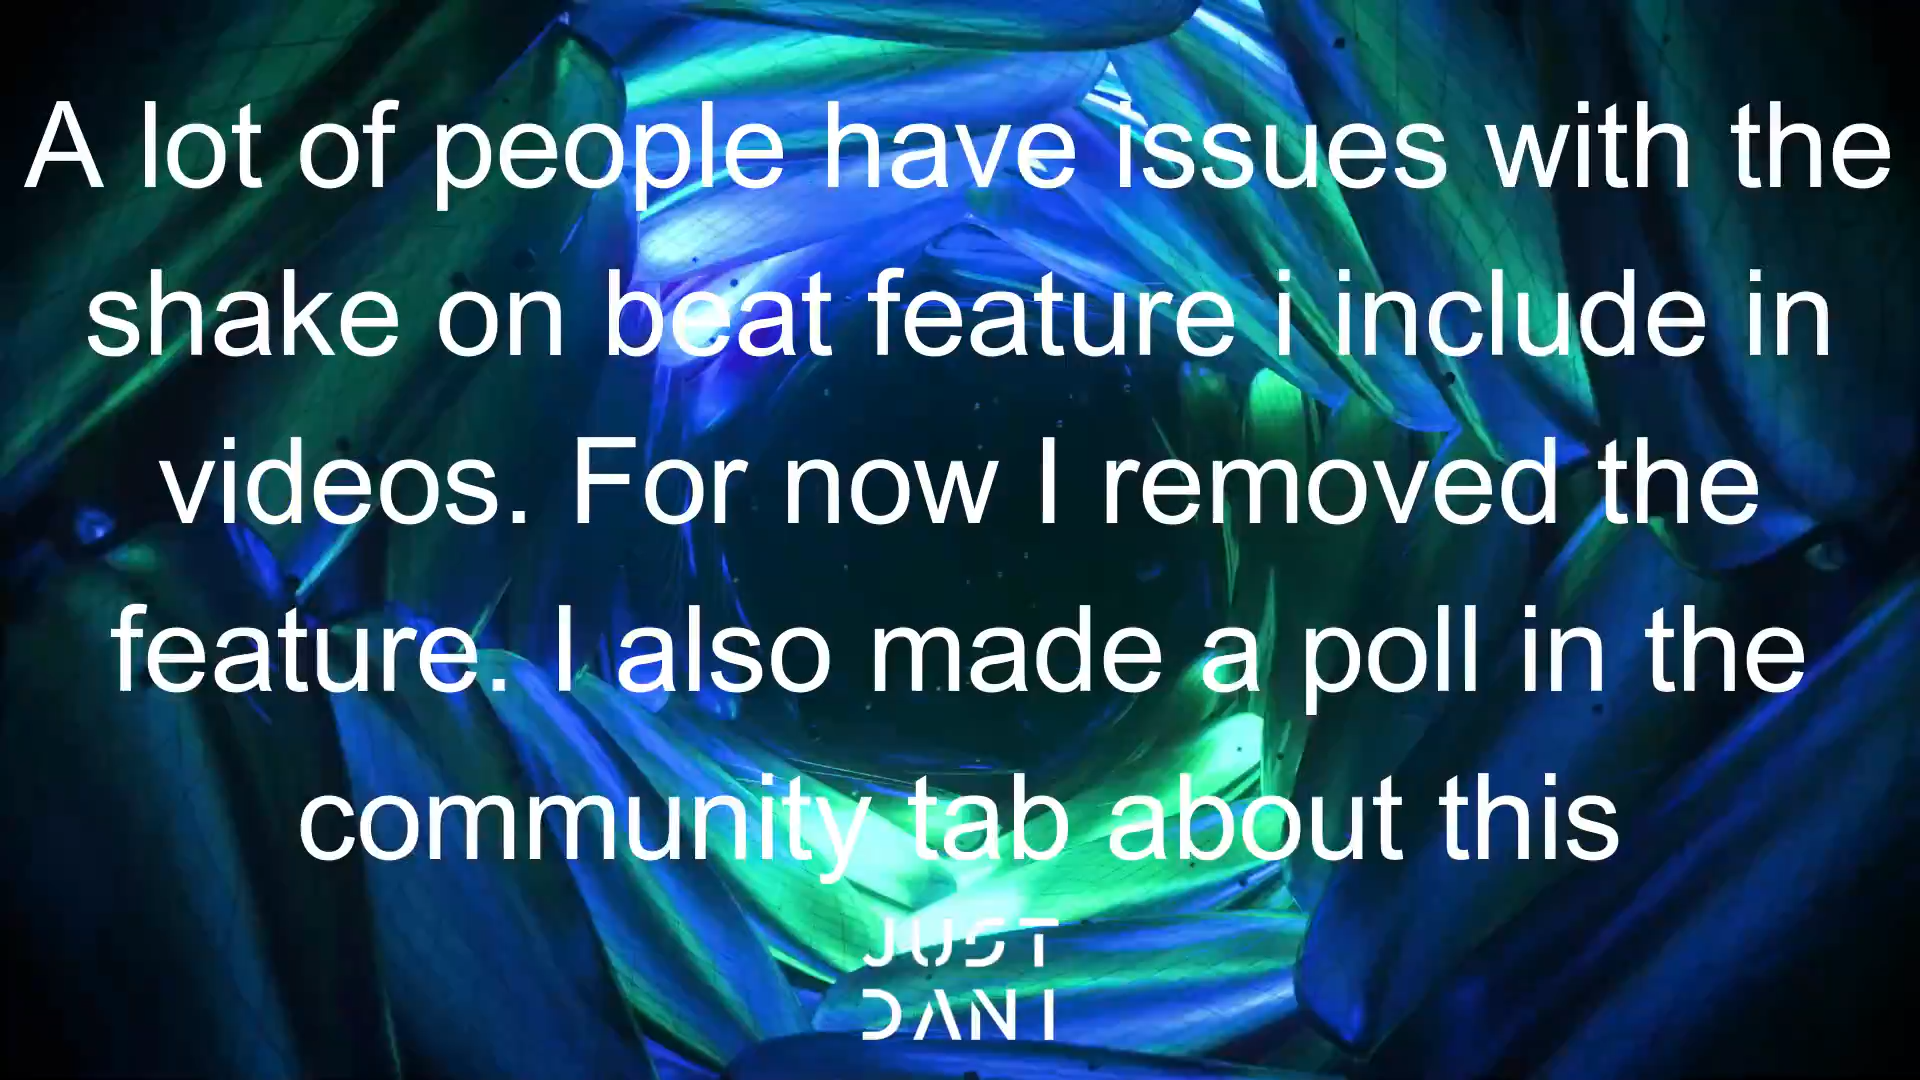 A lot of people have issues with the
shake on beat feature i include in
videos. For now I removed the
feature. I also made a poll in the
community tab about this
JUST
DANI